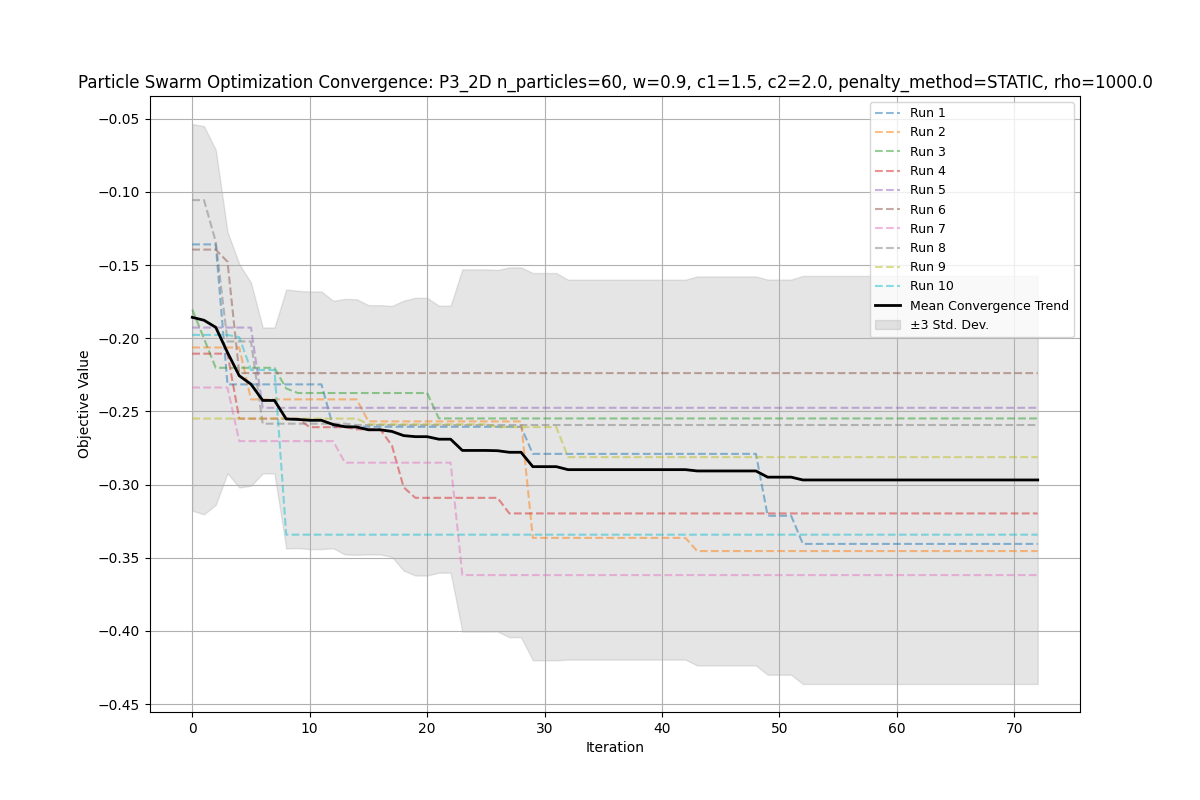 Particle Swarm Optimization Convergence: P3_2D n_particles=60, w=0.9, c1=1.5, c2=2.0, penalty_method=STATIC, rho=1000.0
Objective Value
−0.05
−0.10
−0.15
−0.20
−0.25
−0.30
−0.35
−0.40
−0.45
Run 1
Run 2
Run 3
Run 4
Run 5
Run 6
Run 7
Run 8
Run 9
Run 10
Mean Convergence Trend
±3 Std. Dev.
0 10 20 30 40 50 60 70
Iteration